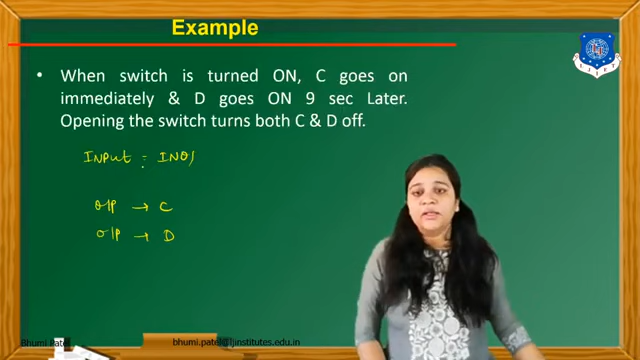 Example
• When switch is turned ON, C goes on
immediately & D goes ON 9 sec Later.
Opening the switch turns both C & D off.
INPUT : IN01
O/P → C
O/P → D
LJIET
Bhumi Patel
bhumi.patel@ljinstitutes.edu.in